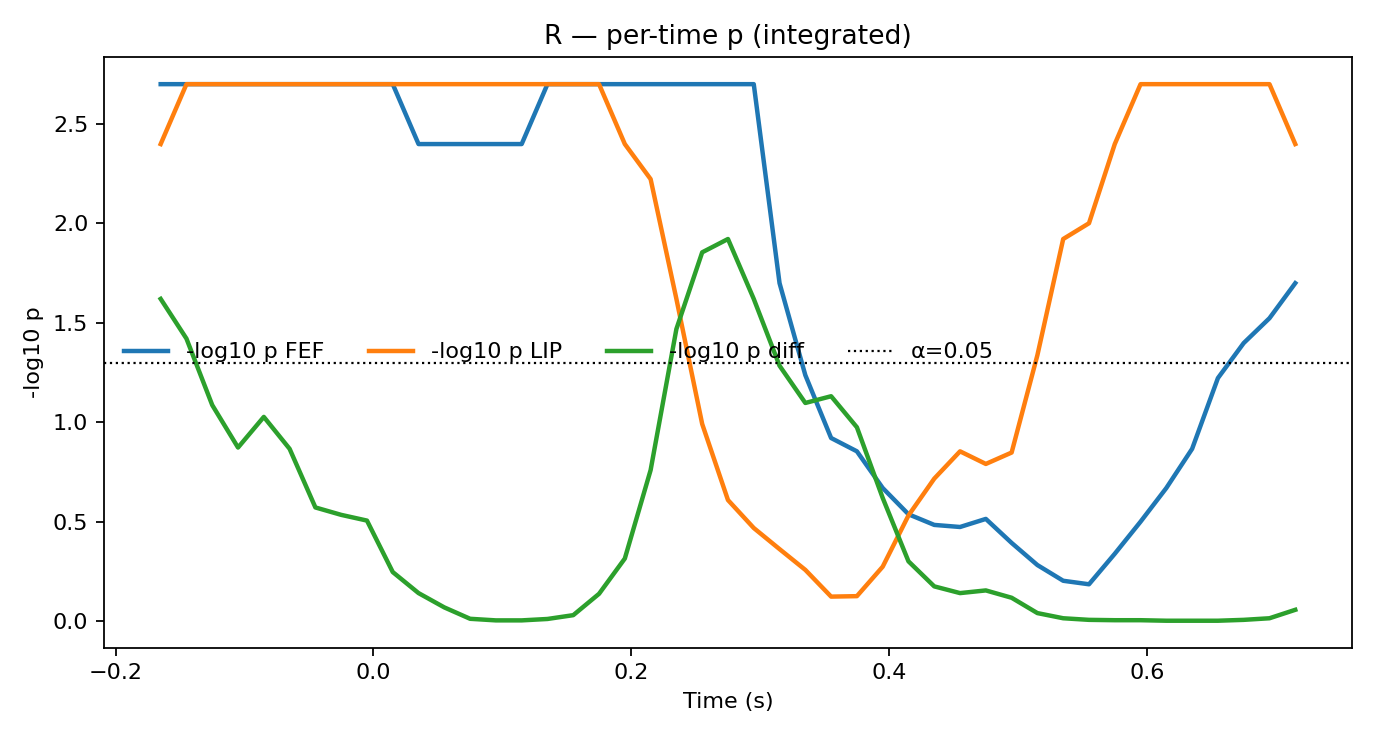 R — per-time p (integrated)
-log10 p
2.5
2.0
1.5
1.0
0.5
0.0
-log10 p FEF -log10 p LIP -log10 p diff α=0.05
−0.2 0.0 0.2 0.4 0.6
Time (s)